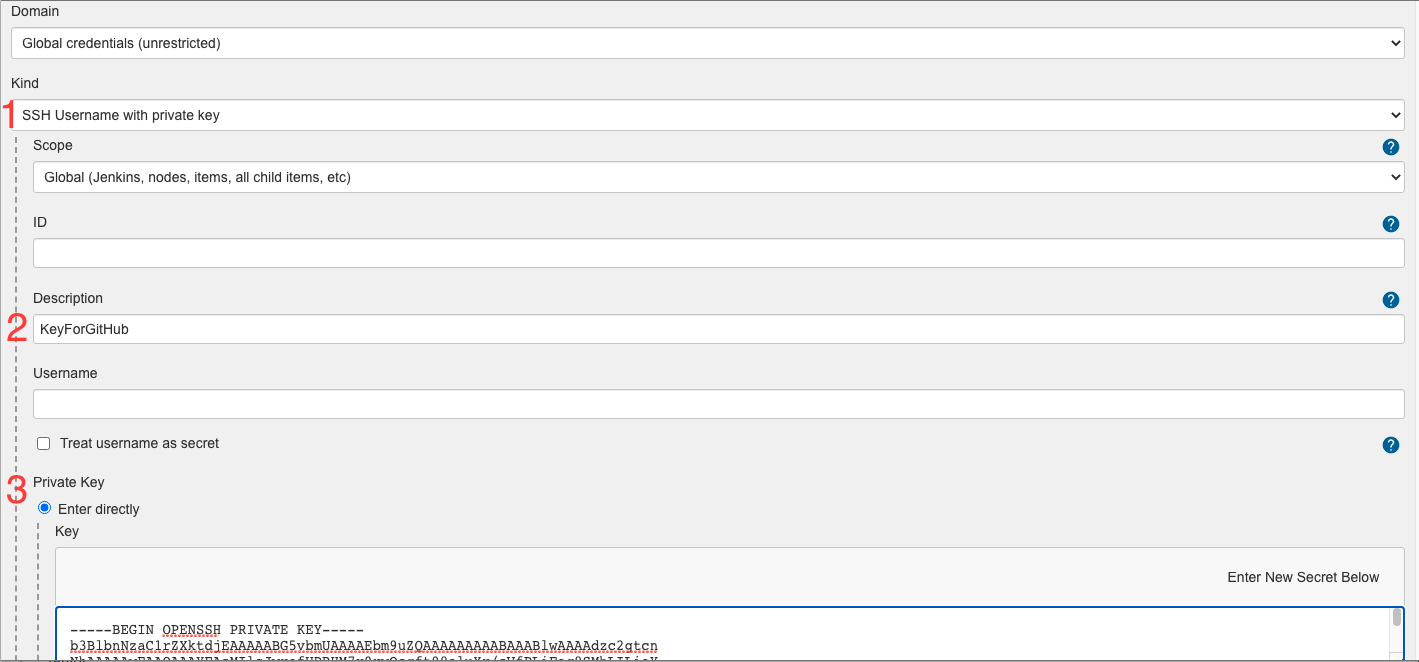 Domain
Global credentials (unrestricted)
Kind
1
SSH Username with private key
Scope
?
Global (Jenkins, nodes, items, all child items, etc)
ID
?
Description
?
2
KeyForGitHub
Username
Treat username as secret
?
3
Private Key
Enter directly
Key
Enter New Secret Below
-----BEGIN OPENSSH PRIVATE KEY-----
b3BlbnNzaC1rZXktdjEAAAAABG5vbmUAAAAEbm9uZQAAAAAAAAABAAABlwAAAAdzc2gtcn